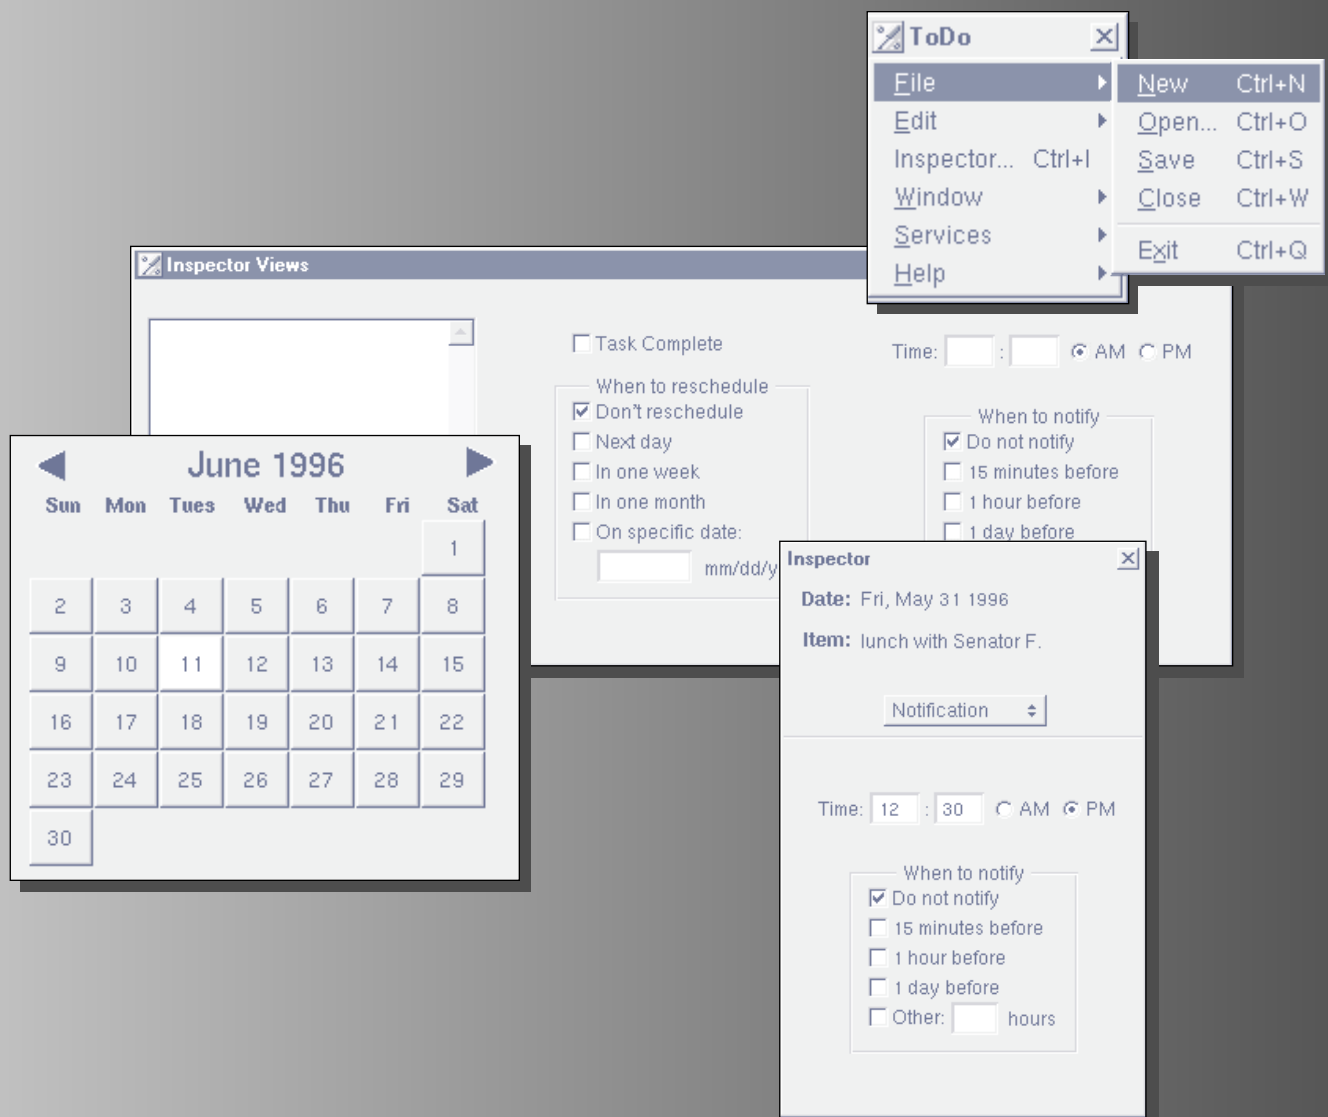 ToDo
File
Edit
Inspector... Ctrl+I
Window
Services
Help
New Ctrl+N
Open... Ctrl+O
Save Ctrl+S
Close Ctrl+W
Exit Ctrl+Q
Inspector Views
Task Complete
When to reschedule
Don't reschedule
Next day
In one week
In one month
On specific date:
mm/dd/y
Time: : AM PM
When to notify
Do not notify
15 minutes before
1 hour before
1 day before
June 1996
Sun Mon Tues Wed Thu Fri Sat
1
2 3 4 5 6 7 8
9 10 11 12 13 14 15
16 17 18 19 20 21 22
23 24 25 26 27 28 29
30
Inspector
Date: Fri, May 31 1996
Item: lunch with Senator F.
Notification
Time: 12 : 30 AM PM
When to notify
Do not notify
15 minutes before
1 hour before
1 day before
Other: hours